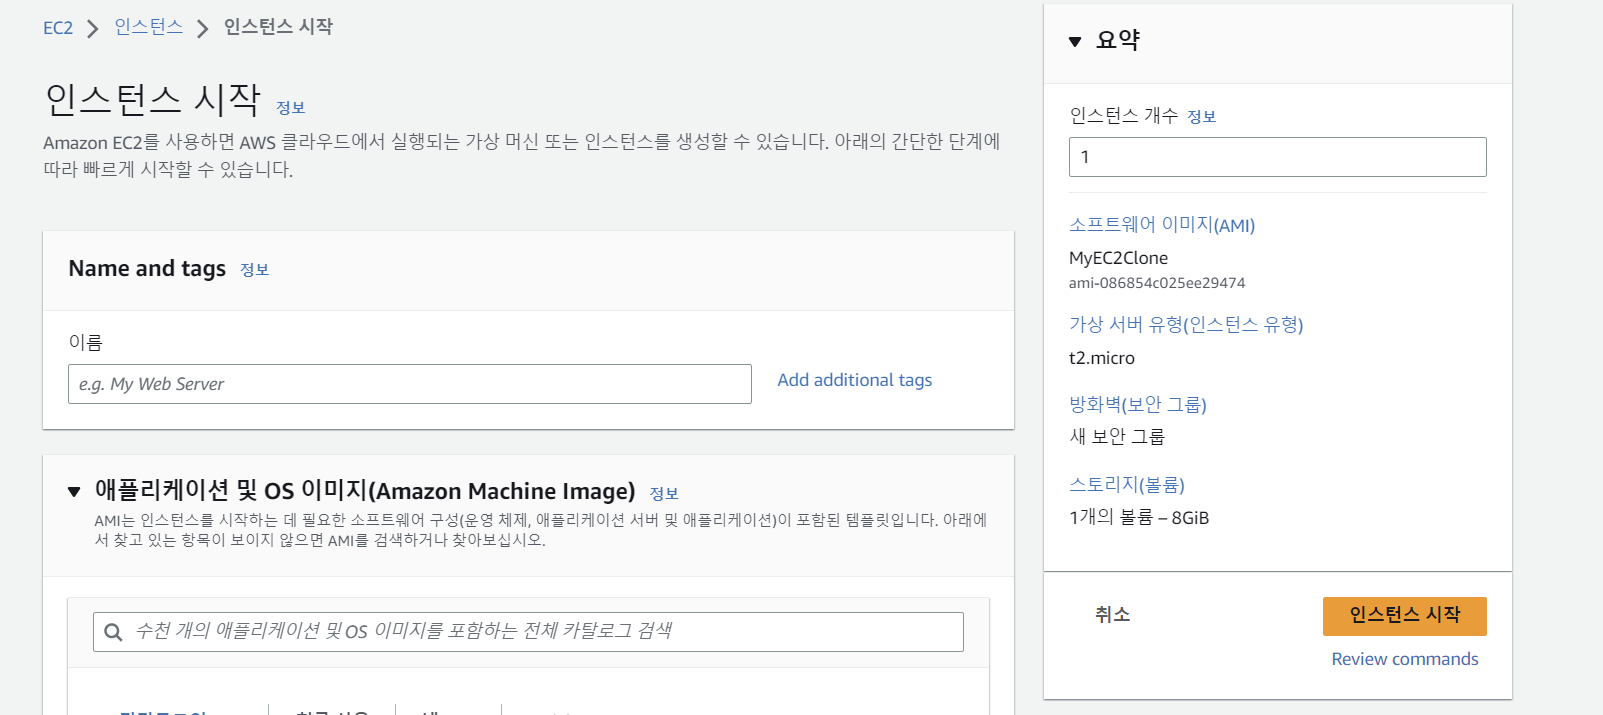 EC2 > 인스턴스 > 인스턴스 시작
인스턴스 시작 정보
Amazon EC2를 사용하면 AWS 클라우드에서 실행되는 가상 머신 또는 인스턴스를 생성할 수 있습니다. 아래의 간단한 단계에
따라 빠르게 시작할 수 있습니다.
Name and tags 정보
이름
e.g. My Web Server
Add additional tags
애플리케이션 및 OS 이미지(Amazon Machine Image) 정보
AMI는 인스턴스를 시작하는 데 필요한 소프트웨어 구성(운영 체제, 애플리케이션 서버 및 애플리케이션)이 포함된 템플릿입니다. 아래에
서 찾고 있는 항목이 보이지 않으면 AMI를 검색하거나 찾아보십시오.
수천 개의 애플리케이션 및 OS 이미지를 포함하는 전체 카탈로그 검색
요약
인스턴스 개수 정보
1
소프트웨어 이미지(AMI)
MyEC2Clone
ami-086854c025ee29474
가상 서버 유형(인스턴스 유형)
t2.micro
방화벽(보안 그룹)
새 보안 그룹
스토리지(볼륨)
1개의 볼륨 – 8GiB
취소
인스턴스 시작
Review commands